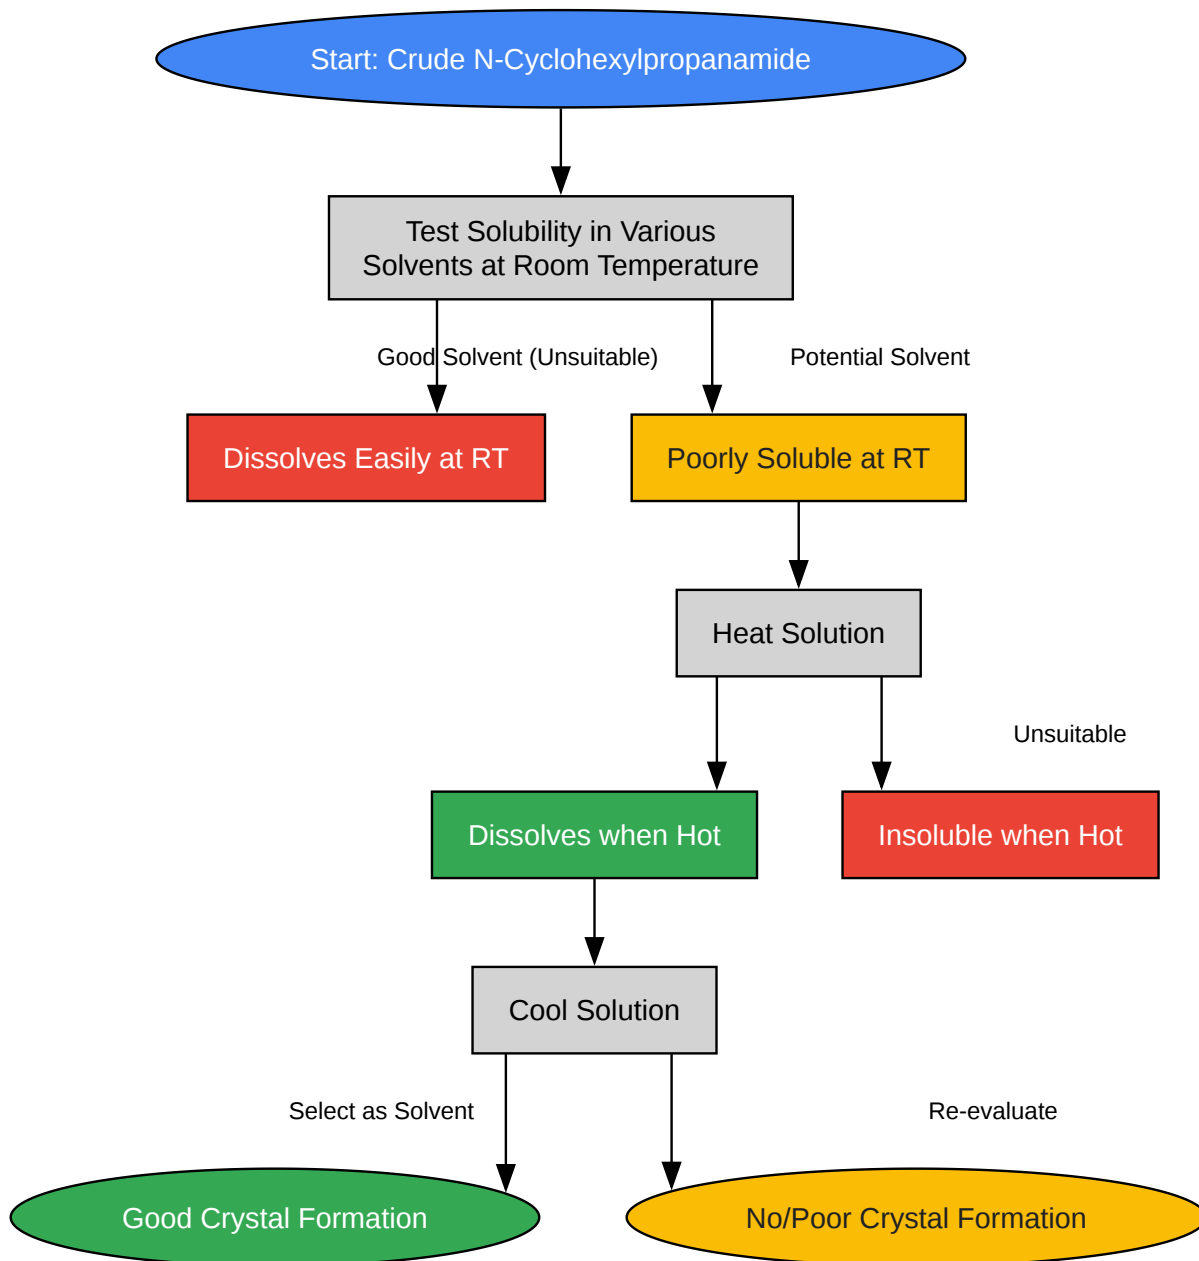 Start: Crude N-Cyclohexylpropanamide
Test Solubility in Various
Solvents at Room Temperature
Good Solvent (Unsuitable)
Potential Solvent
Dissolves Easily at RT
Poorly Soluble at RT
Heat Solution
Unsuitable
Dissolves when Hot
Insoluble when Hot
Cool Solution
Select as Solvent
Re-evaluate
Good Crystal Formation
No/Poor Crystal Formation